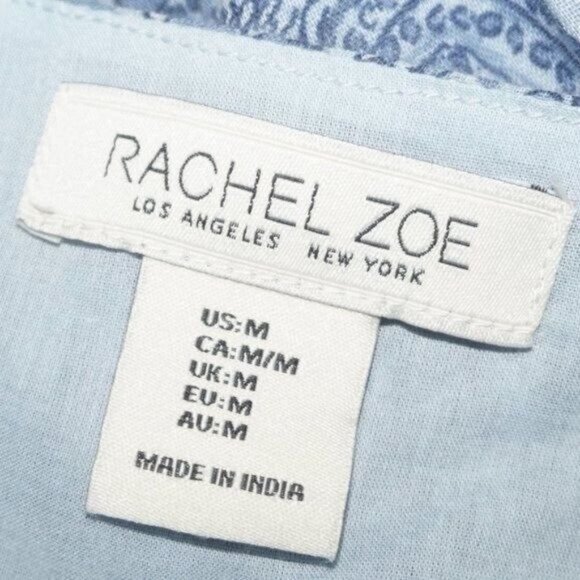 RACHEL ZOE
LOS ANGELES NEW YORK
US:M
CA:M/M
UK:M
EU:M
AU:M
MADE IN INDIA